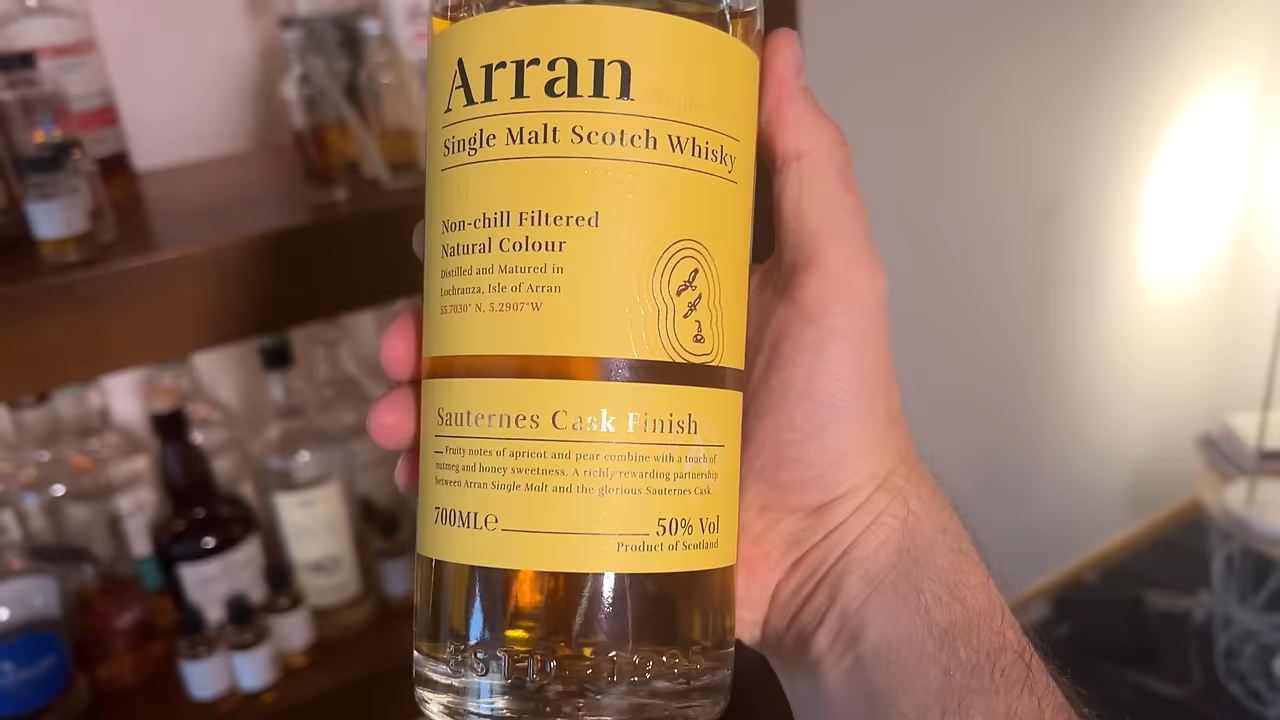 Arran
Single Malt Scotch Whisky
Non-chill Filtered
Natural Colour
Distilled and Matured in
Lochranza, Isle of Arran
55.7030° N, 5.2907°W
Sauternes Cask Finish
Fruity notes of apricot and pear combine with a touch of
nutmeg and honey sweetness. A richly rewarding partnership
between Arran Single Malt and the glorious Sauternes Cask.
700MLe 50% Vol
Product of Scotland
ESTD 1995